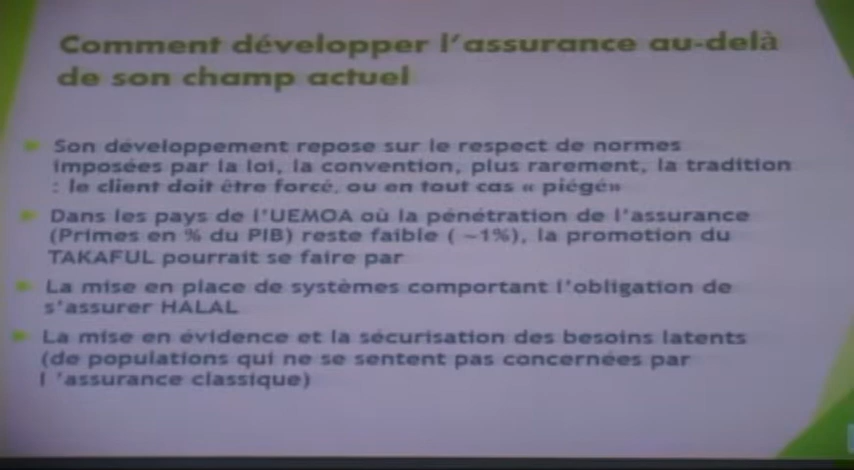 Comment développer l'assurance au-delà
de son champ actuel
Son développement repose sur le respect de normes
imposées par la loi, la convention, plus rarement, la tradition
: le client doit être forcé, ou en tout cas « piégé»
Dans les pays de l'UEMOA où la pénétration de l'assurance
(Primes en % du PIB) reste faible ( ~1%), la promotion du
TAKAFUL pourrait se faire par
La mise en place de systèmes comportant l'obligation de
s'assurer HALAL
La mise en évidence et la sécurisation des besoins latents
(de populations qui ne se sentent pas concernées par
l 'assurance classique)